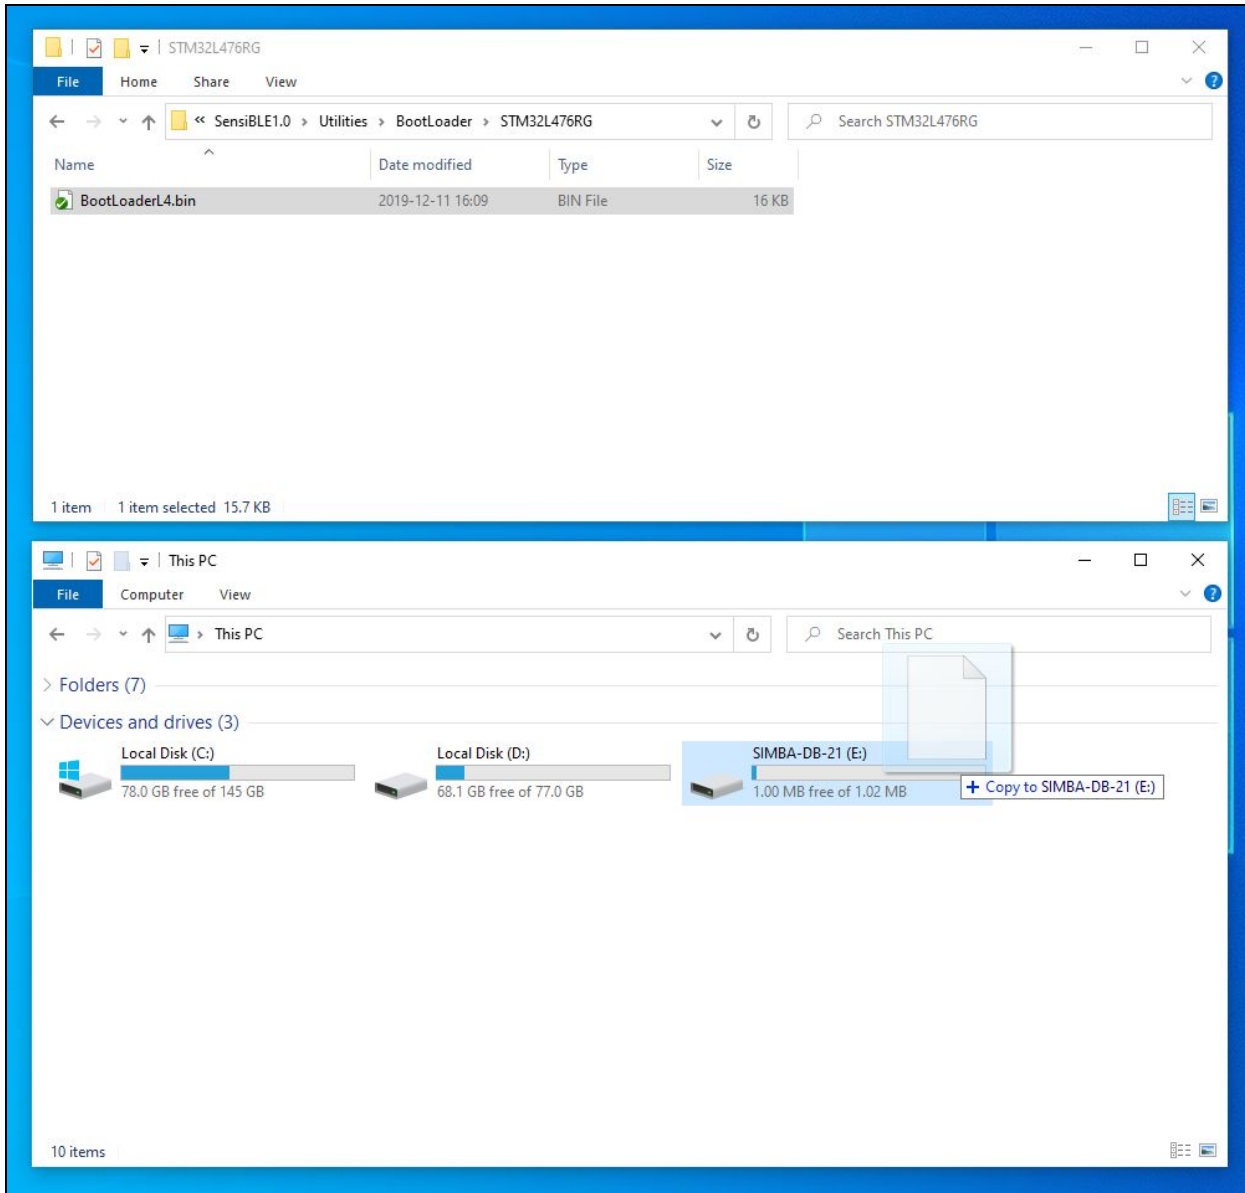 STM32L476RG
File Home Share View
« SensiBLE1.0 › Utilities › BootLoader › STM32L476RG
Search STM32L476RG
Name Date modified Type Size
BootLoaderL4.bin 2019-12-11 16:09 BIN File 16 KB
1 item 1 item selected 15.7 KB
This PC
File Computer View
› This PC
Search This PC
Folders (7)
Devices and drives (3)
Local Disk (C:)
78.0 GB free of 145 GB
Local Disk (D:)
68.1 GB free of 77.0 GB
SIMBA-DB-21 (E:)
1.00 MB free of 1.02 MB
+ Copy to SIMBA-DB-21 (E:)
10 items